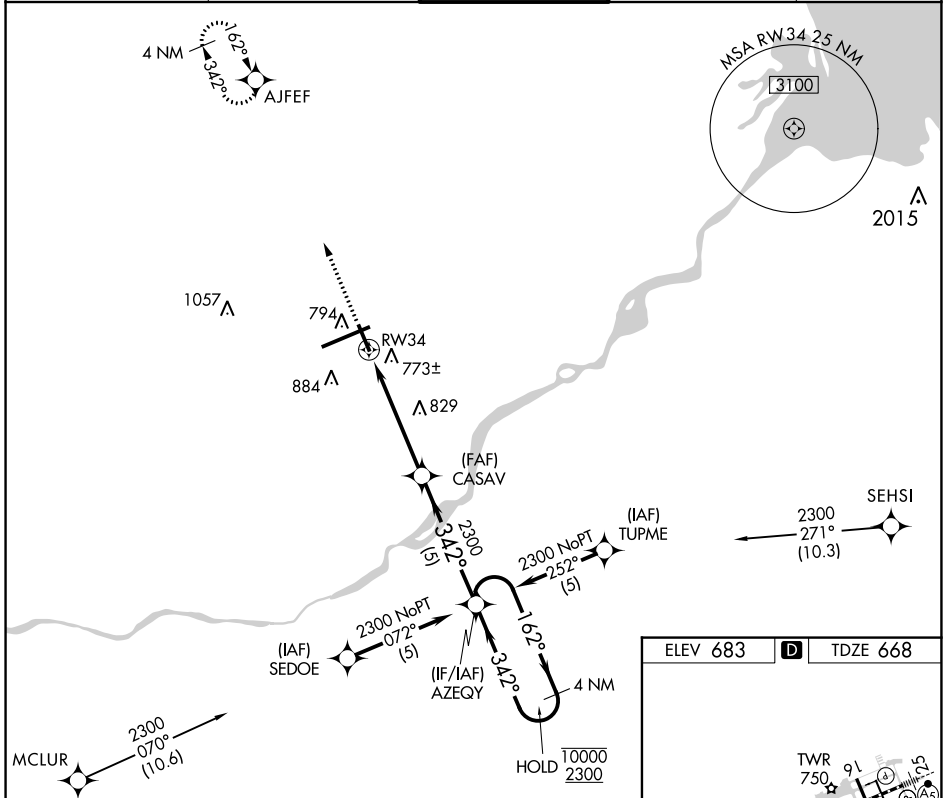 MSA RW34 25 NM
3100
4 NM
162°
342°
AJFEF
2015
1057
794
RW34
773±
884
829
(FAF)
CASAV
2300
342°
(5)
SEHSI
2300
271°
(10.3)
(IAF)
TUPME
2300 NoPT
252°
(5)
2300 NoPT
072°
(5)
(IAF)
SEDOE
(IF/IAF)
AZEQY
162°
342°
4 NM
HOLD
10000
2300
MCLUR
2300
070°
(10.6)
ELEV 683
D
TDZE 668
TWR
750
16
25
P
A5